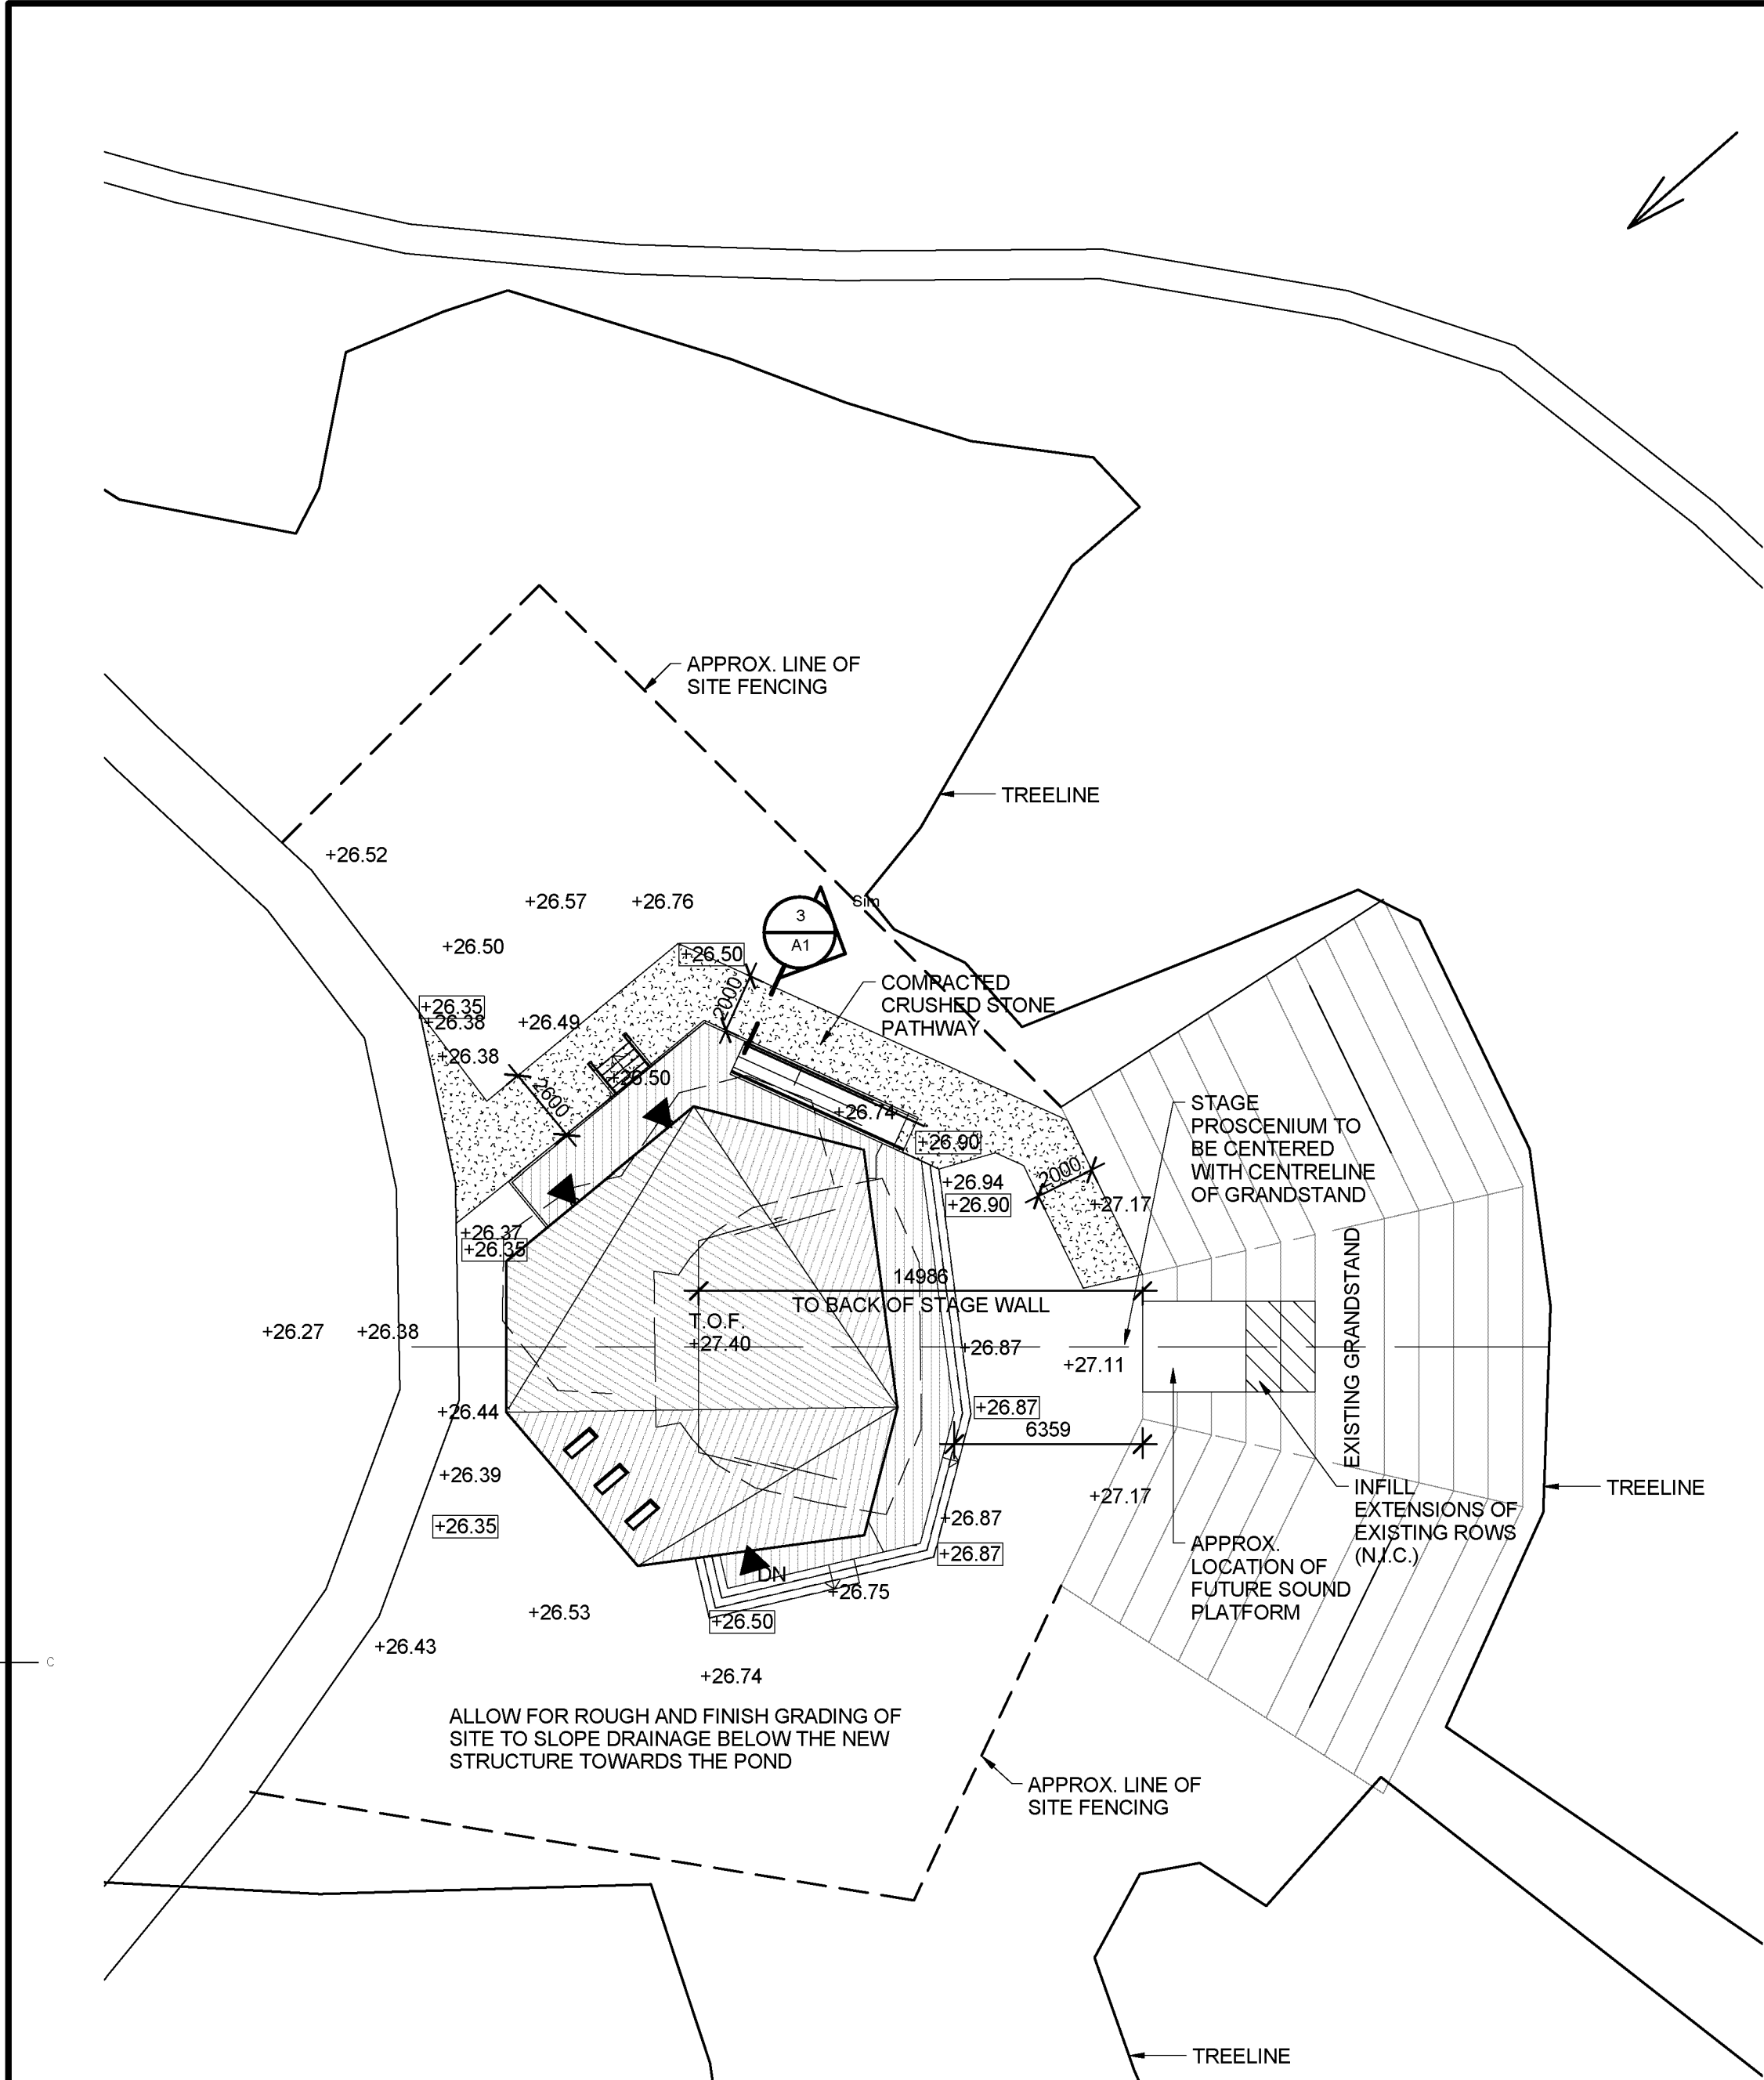 APPROX. LINE OF
SITE FENCING
TREELINE
+26.52
+26.57
+26.76
Sim
3
A1
+26.50
+26.50
COMPACTED
CRUSHED STONE
PATHWAY
2000
+26.35
+26.38
+26.49
+26.38
+26.50
2600
+26.74
STAGE
PROSCENIUM TO
BE CENTERED
WITH CENTRELINE
OF GRANDSTAND
+26.90
2000
+26.94
+26.90
+27.17
+26.37
+26.35
14986
TO BACK OF STAGE WALL
T.O.F.
+27.40
+26.27
+26.38
+26.87
+27.11
EXISTING GRANDSTAND
+26.44
+26.87
6359
+26.39
+27.17
INFILL
EXTENSIONS OF
EXISTING ROWS
(N.I.C.)
TREELINE
+26.35
+26.87
+26.87
APPROX.
LOCATION OF
FUTURE SOUND
PLATFORM
DN
+26.75
+26.53
+26.50
+26.43
C
+26.74
ALLOW FOR ROUGH AND FINISH GRADING OF
SITE TO SLOPE DRAINAGE BELOW THE NEW
STRUCTURE TOWARDS THE POND
APPROX. LINE OF
SITE FENCING
TREELINE